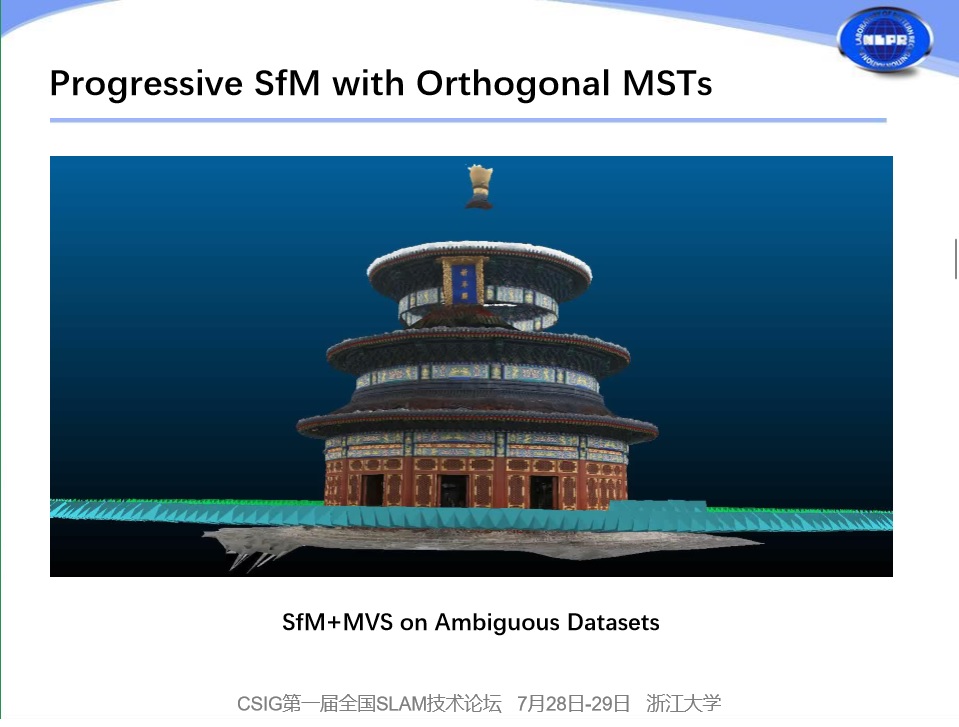 NLPR
Progressive SfM with Orthogonal MSTs
SfM+MVS on Ambiguous Datasets
CSIG第一届全国SLAM技术论坛 7月28日-29日 浙江大学